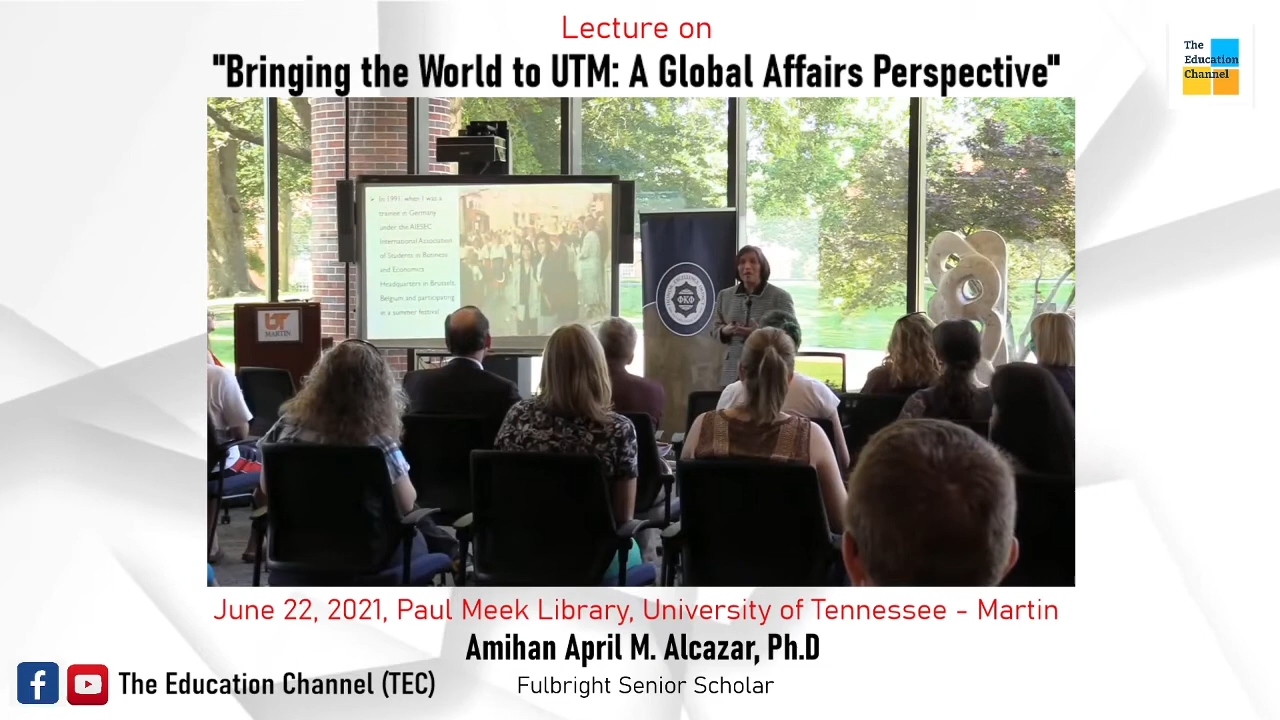 Lecture on
"Bringing the World to UTM: A Global Affairs Perspective"
The
Education
Channel
In 1991, when I was a
trainee in Germany
under the AIESEC
International Association
of Students in Business
and Economics
Headquarters in Brussels,
Belgium and participating
in a summer festival
UT
MARTIN
ΦΚΦ
June 22, 2021, Paul Meek Library, University of Tennessee - Martin
Amihan April M. Alcazar, Ph.D
The Education Channel (TEC)
Fulbright Senior Scholar